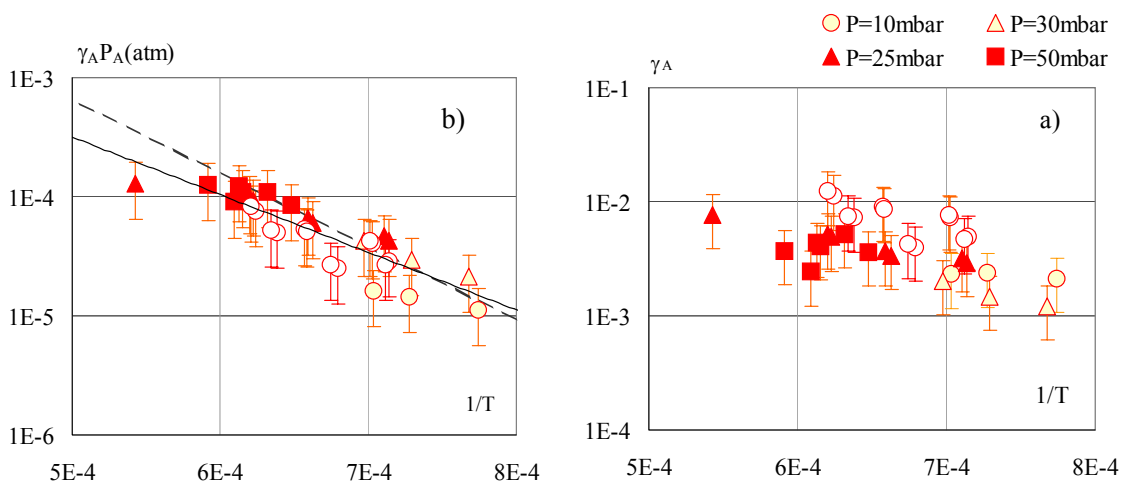 P=10mbar P=30mbar
P=25mbar P=50mbar
γAPA(atm)
1E-3
1E-4
1E-5
1E-6
b)
1/T
5E-4 6E-4 7E-4 8E-4
γA
1E-1
1E-2
1E-3
1E-4
a)
1/T
5E-4 6E-4 7E-4 8E-4